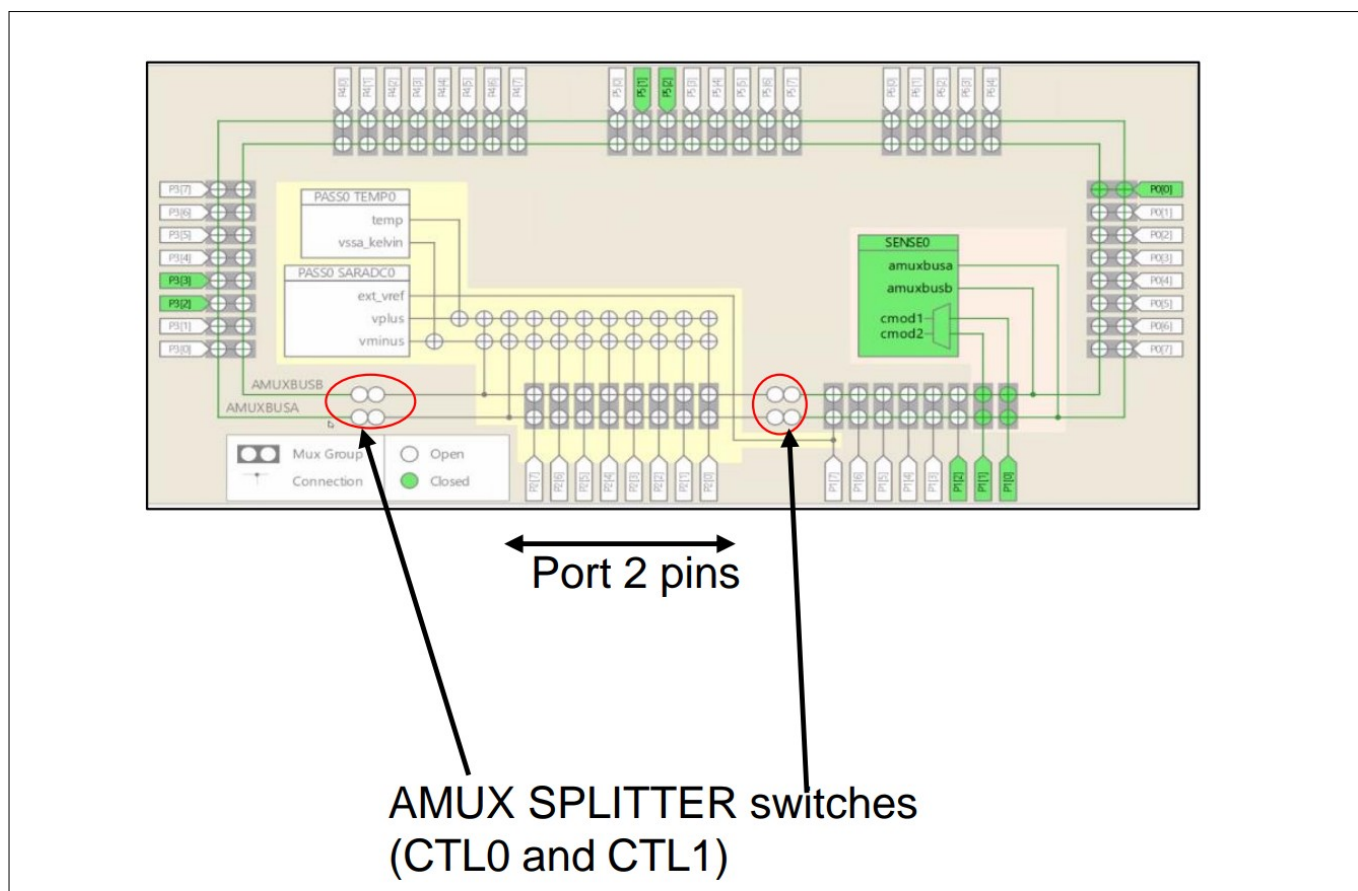 P4[0]
P4[1]
P4[2]
P4[3]
P4[4]
P4[5]
P4[6]
P4[7]
P5[0]
P5[1]
P5[2]
P5[3]
P5[4]
P5[5]
P5[6]
P5[7]
P6[0]
P6[1]
P6[2]
P6[3]
P6[4]
P3[7]
P3[6]
P3[5]
P3[4]
P3[3]
P3[2]
P3[1]
P3[0]
PASS0 TEMP0
temp
vssa_kelvin
PASS0 SARADC0
ext_vref
vplus
vminus
SENSE0
amuxbusa
amuxbusb
cmod1
cmod2
P0[0]
P0[1]
P0[2]
P0[3]
P0[4]
P0[5]
P0[6]
P0[7]
AMUXBUSB
AMUXBUSA
Mux Group
Open
Connection
Closed
P2[7]
P2[6]
P2[5]
P2[4]
P2[3]
P2[2]
P2[1]
P2[0]
P1[7]
P1[6]
P1[5]
P1[4]
P1[3]
P1[2]
P1[1]
P1[0]
Port 2 pins
AMUX SPLITTER switches
(CTL0 and CTL1)